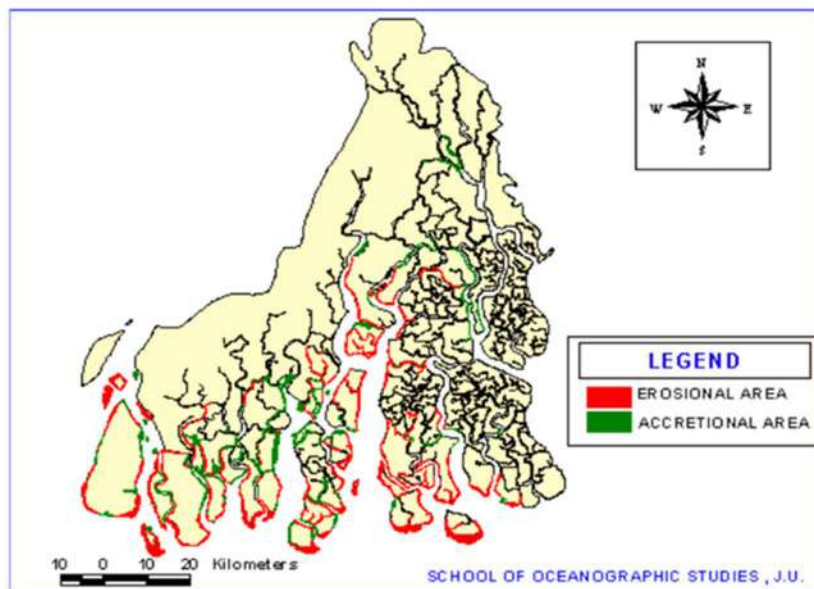 N
W E
S
LEGEND
EROSIONAL AREA
ACCRETIONAL AREA
10 0 10 20 Kilometers
SCHOOL OF OCEANOGRAPHIC STUDIES , J.U.